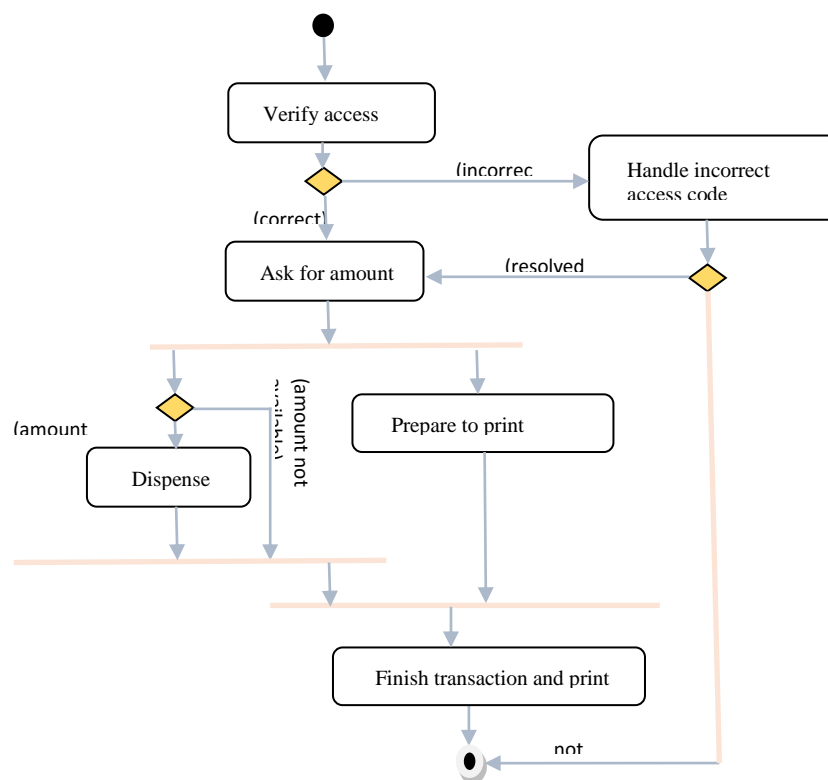 Verify access
(incorrec
Handle incorrect
access code
(correct)
Ask for amount
(resolved
(amount not
available)
(amount
Prepare to print
Dispense
Finish transaction and print
not